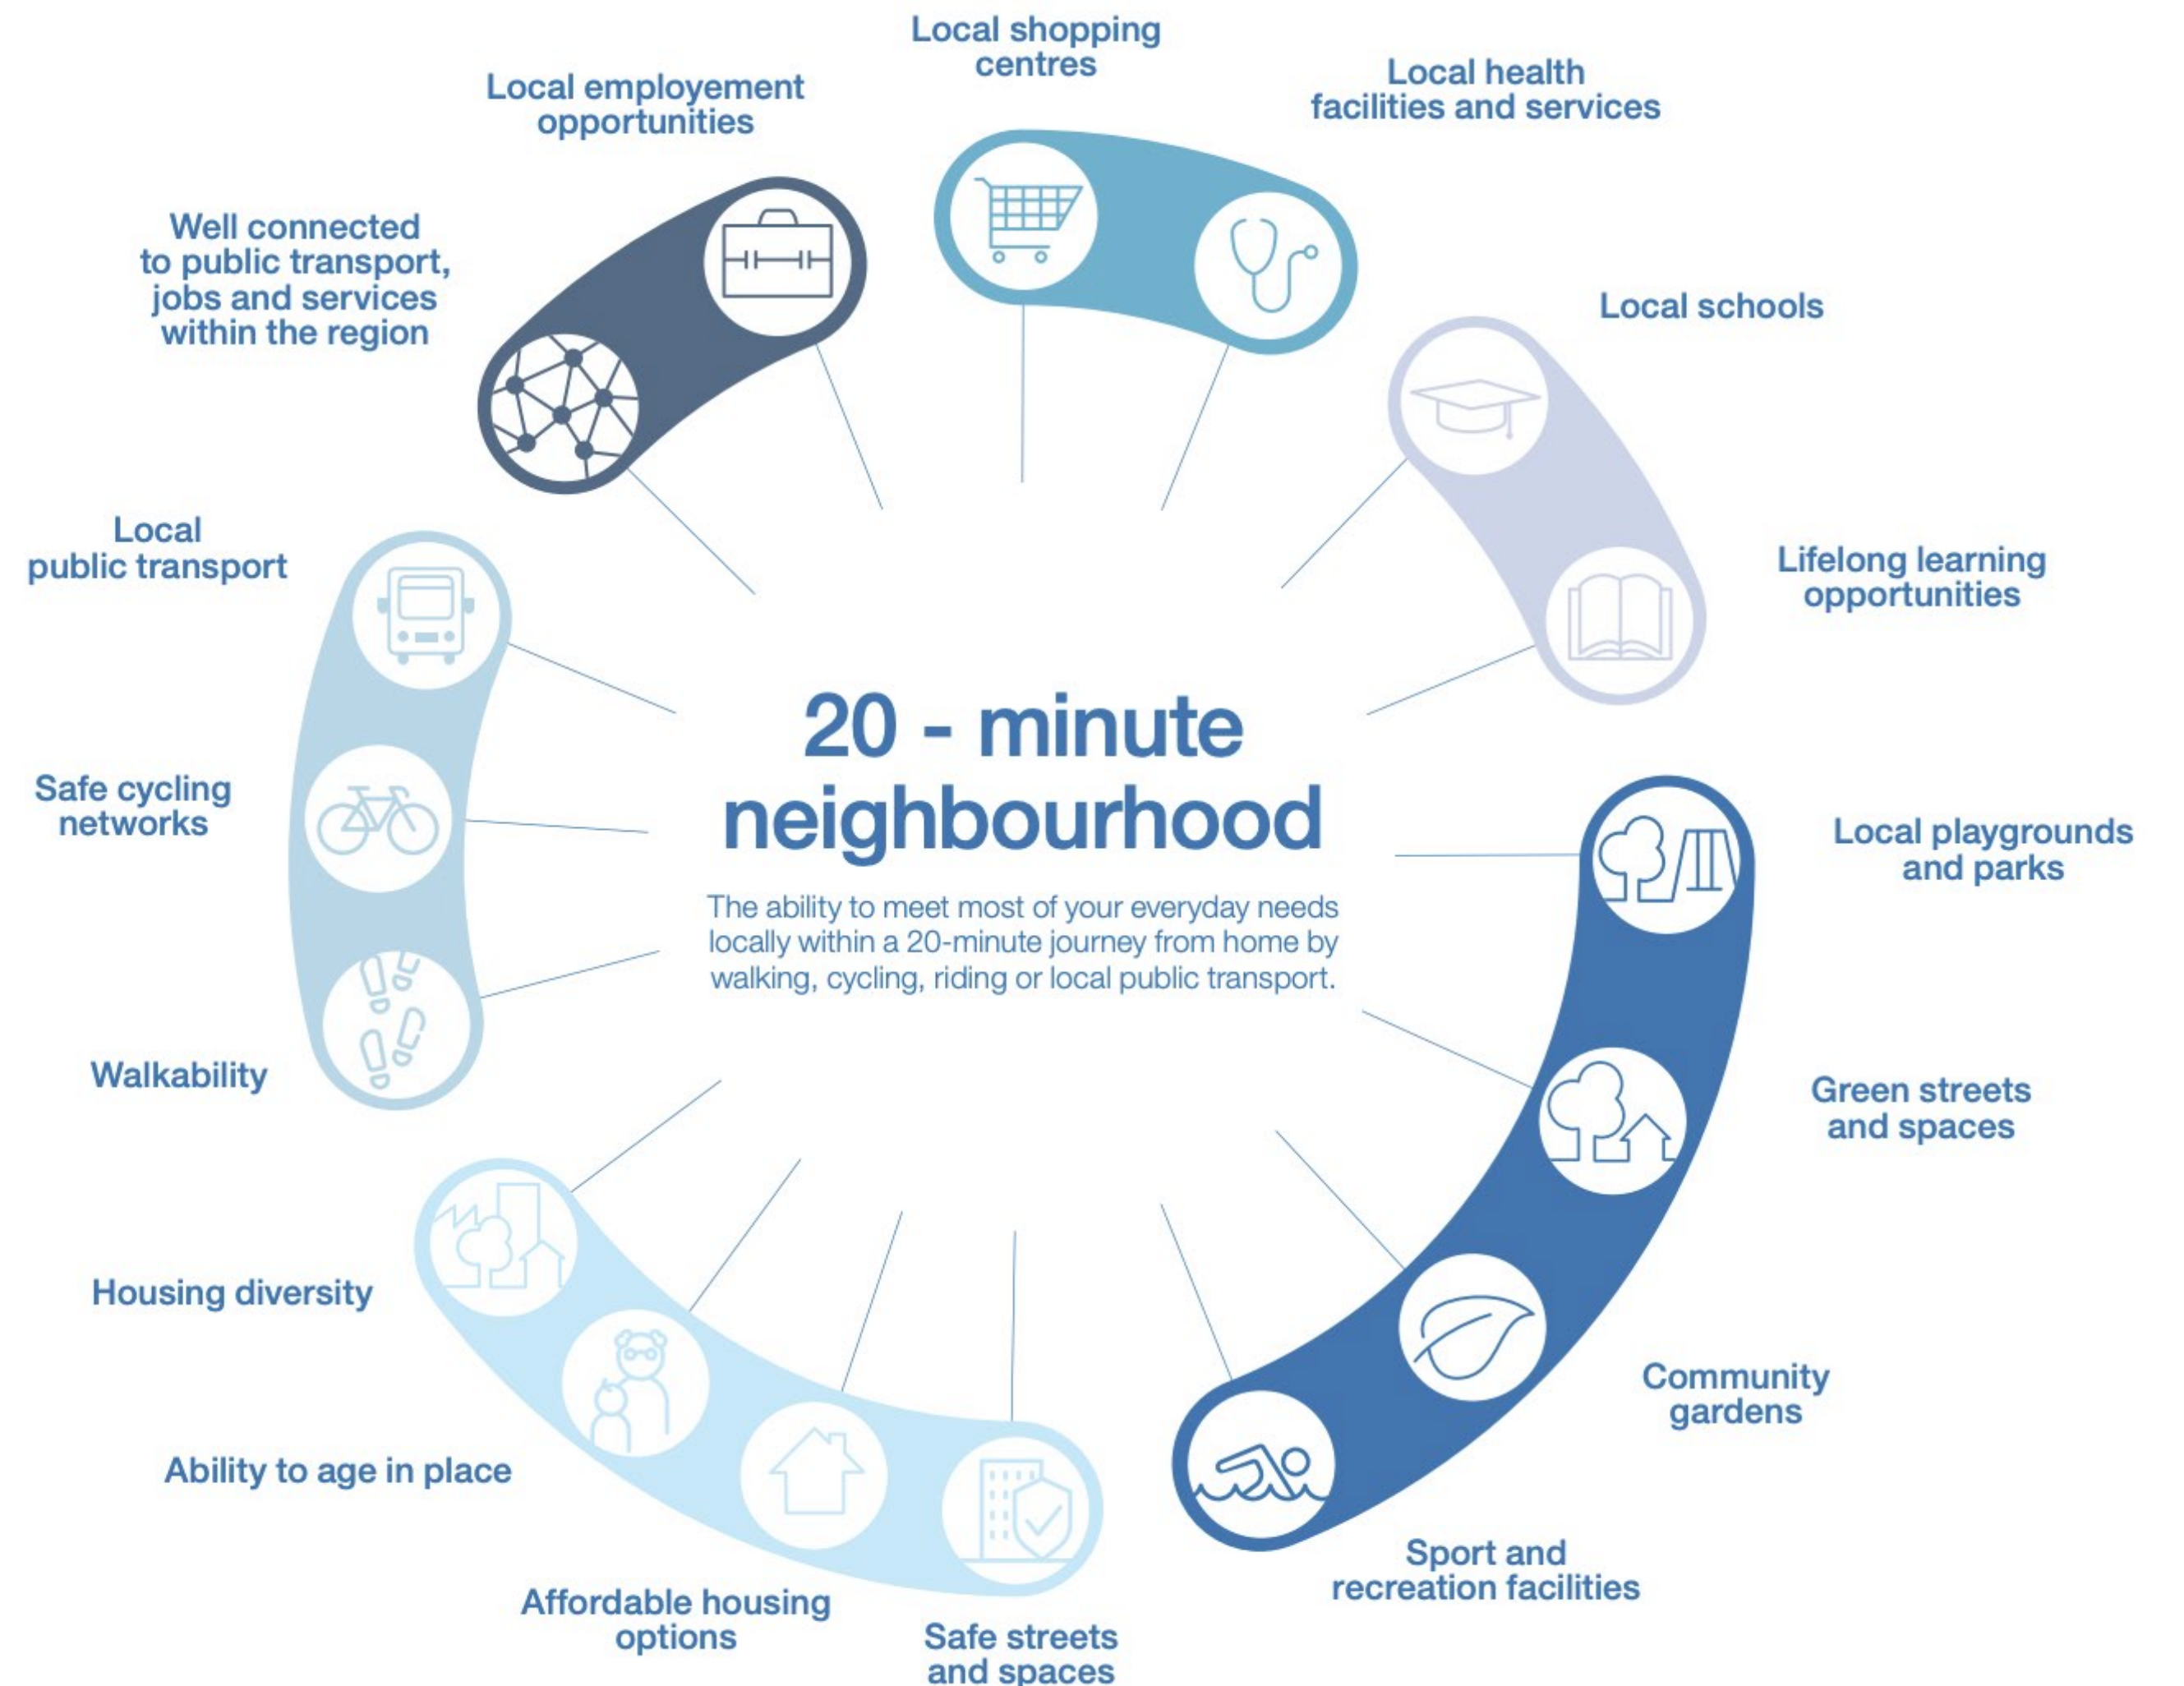 Local shopping
centres
Local health
facilities and services
Local schools
Lifelong learning
opportunities
Local playgrounds
and parks
Green streets
and spaces
Community
gardens
Sport and
recreation facilities
Safe streets
and spaces
Affordable housing
options
Ability to age in place
Housing diversity
Walkability
Safe cycling
networks
Local
public transport
Well connected
to public transport,
jobs and services
within the region
Local employement
opportunities
20 - minute
neighbourhood
The ability to meet most of your everyday needs
locally within a 20-minute journey from home by
walking, cycling, riding or local public transport.